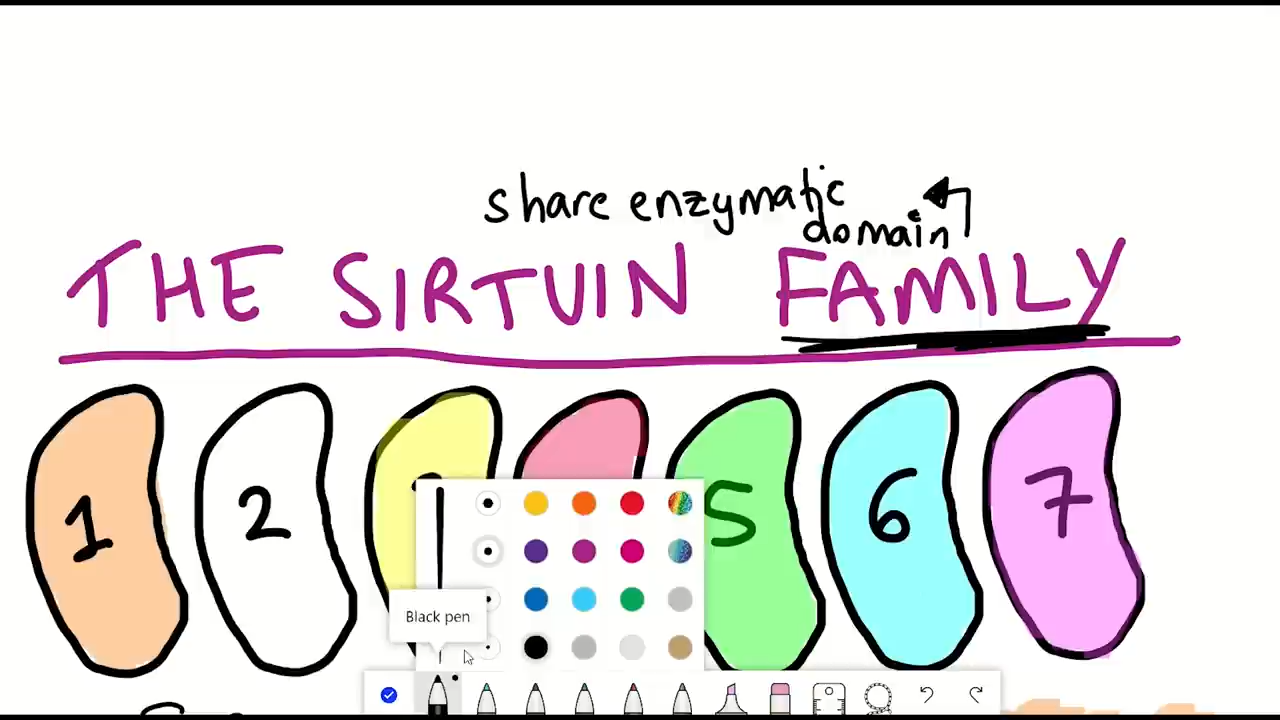 share enzymatic
domain
THE SIRTUIN FAMILY
1 2 5 6 7
Black pen